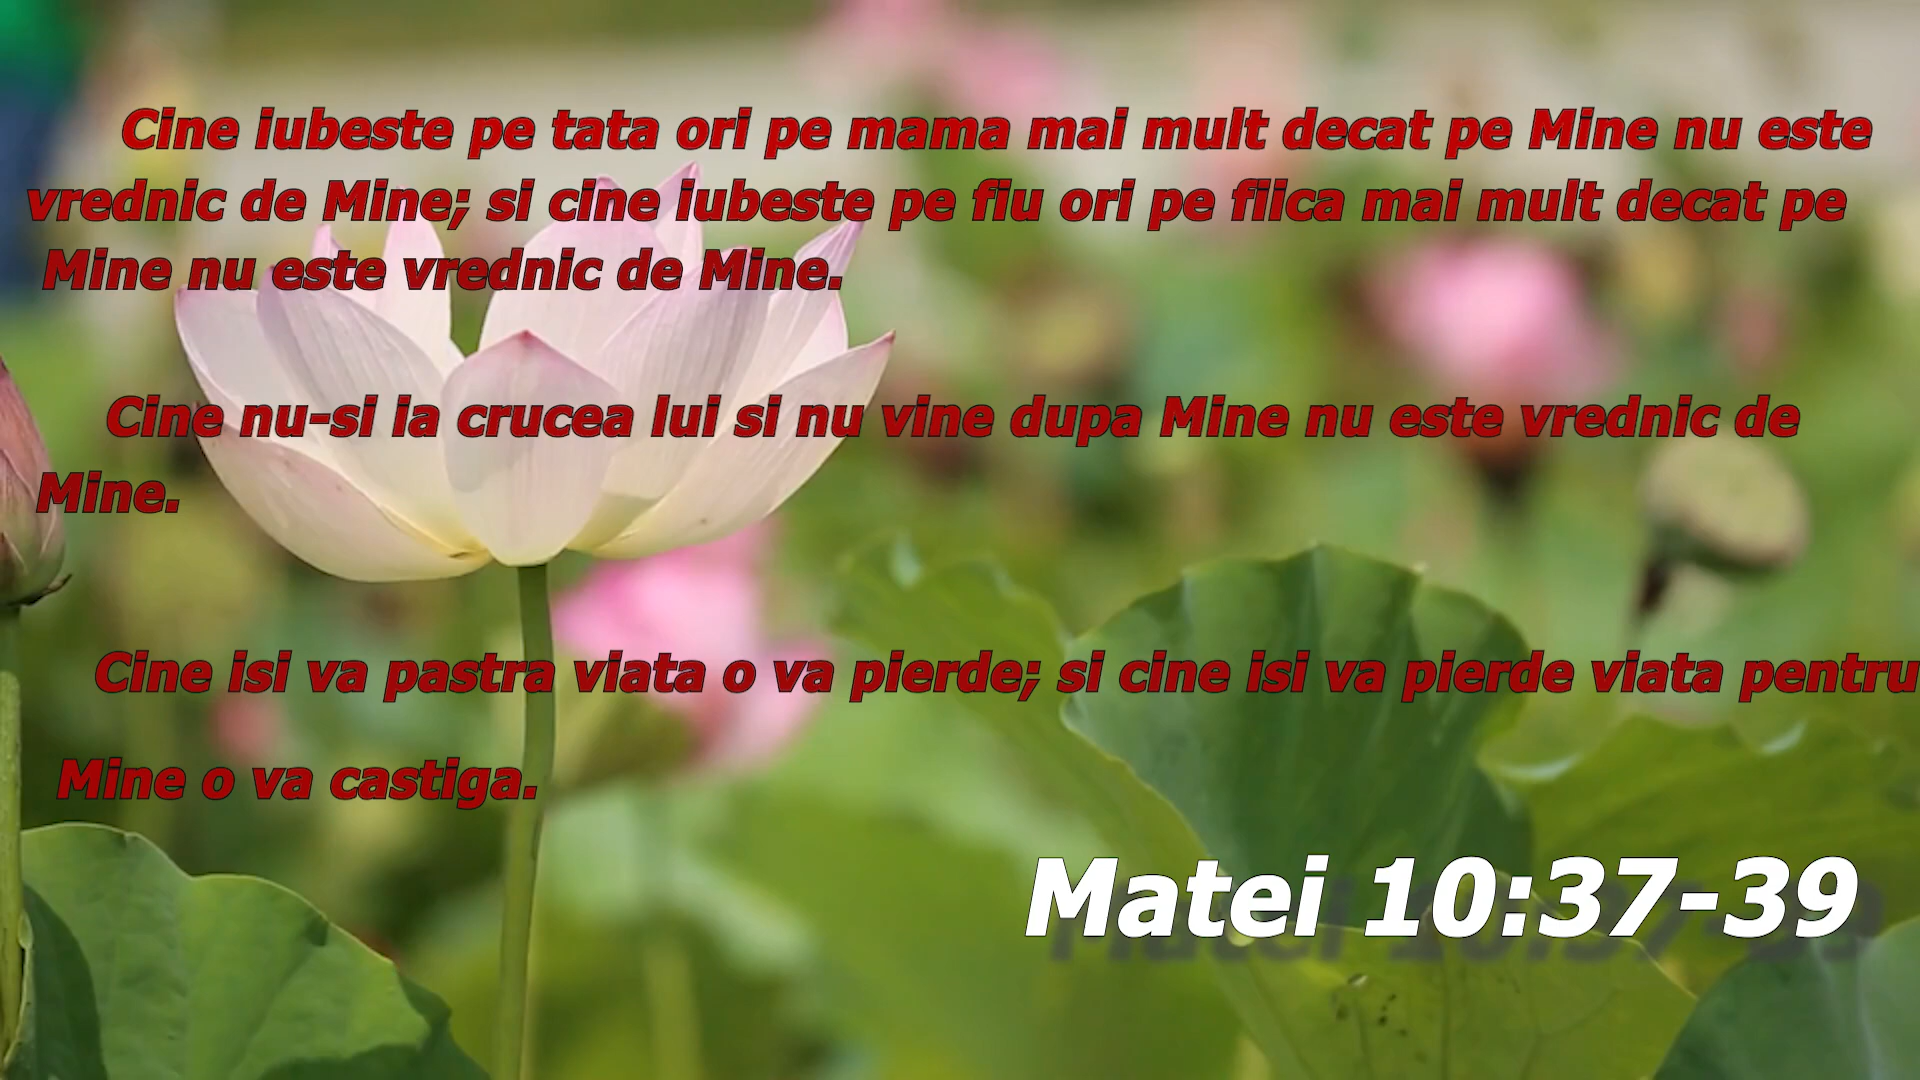 Cine iubeste pe tata ori pe mama mai mult decat pe Mine nu este
vrednic de Mine; si cine iubeste pe fiu ori pe fiica mai mult decat pe
Mine nu este vrednic de Mine.
Cine nu-si ia crucea lui si nu vine dupa Mine nu este vrednic de
Mine.
Cine isi va pastra viata o va pierde; si cine isi va pierde viata pentru
Mine o va castiga.
Matei 10:37-39